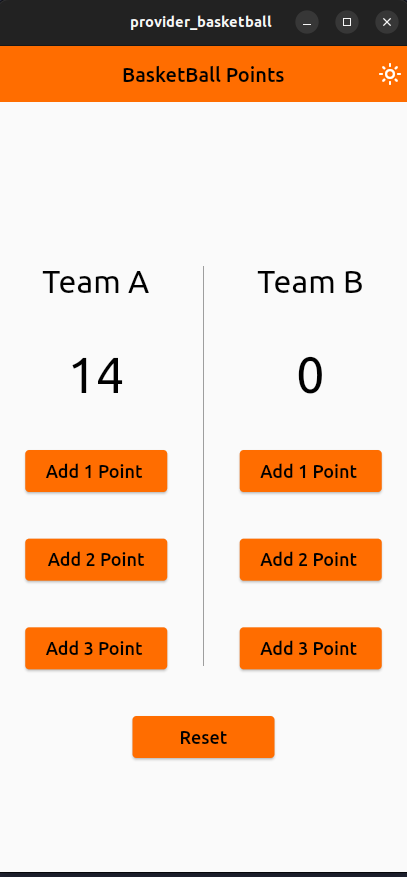 provider_basketball
BasketBall Points
Team A
14
Add 1 Point
Add 2 Point
Add 3 Point
Team B
0
Add 1 Point
Add 2 Point
Add 3 Point
Reset